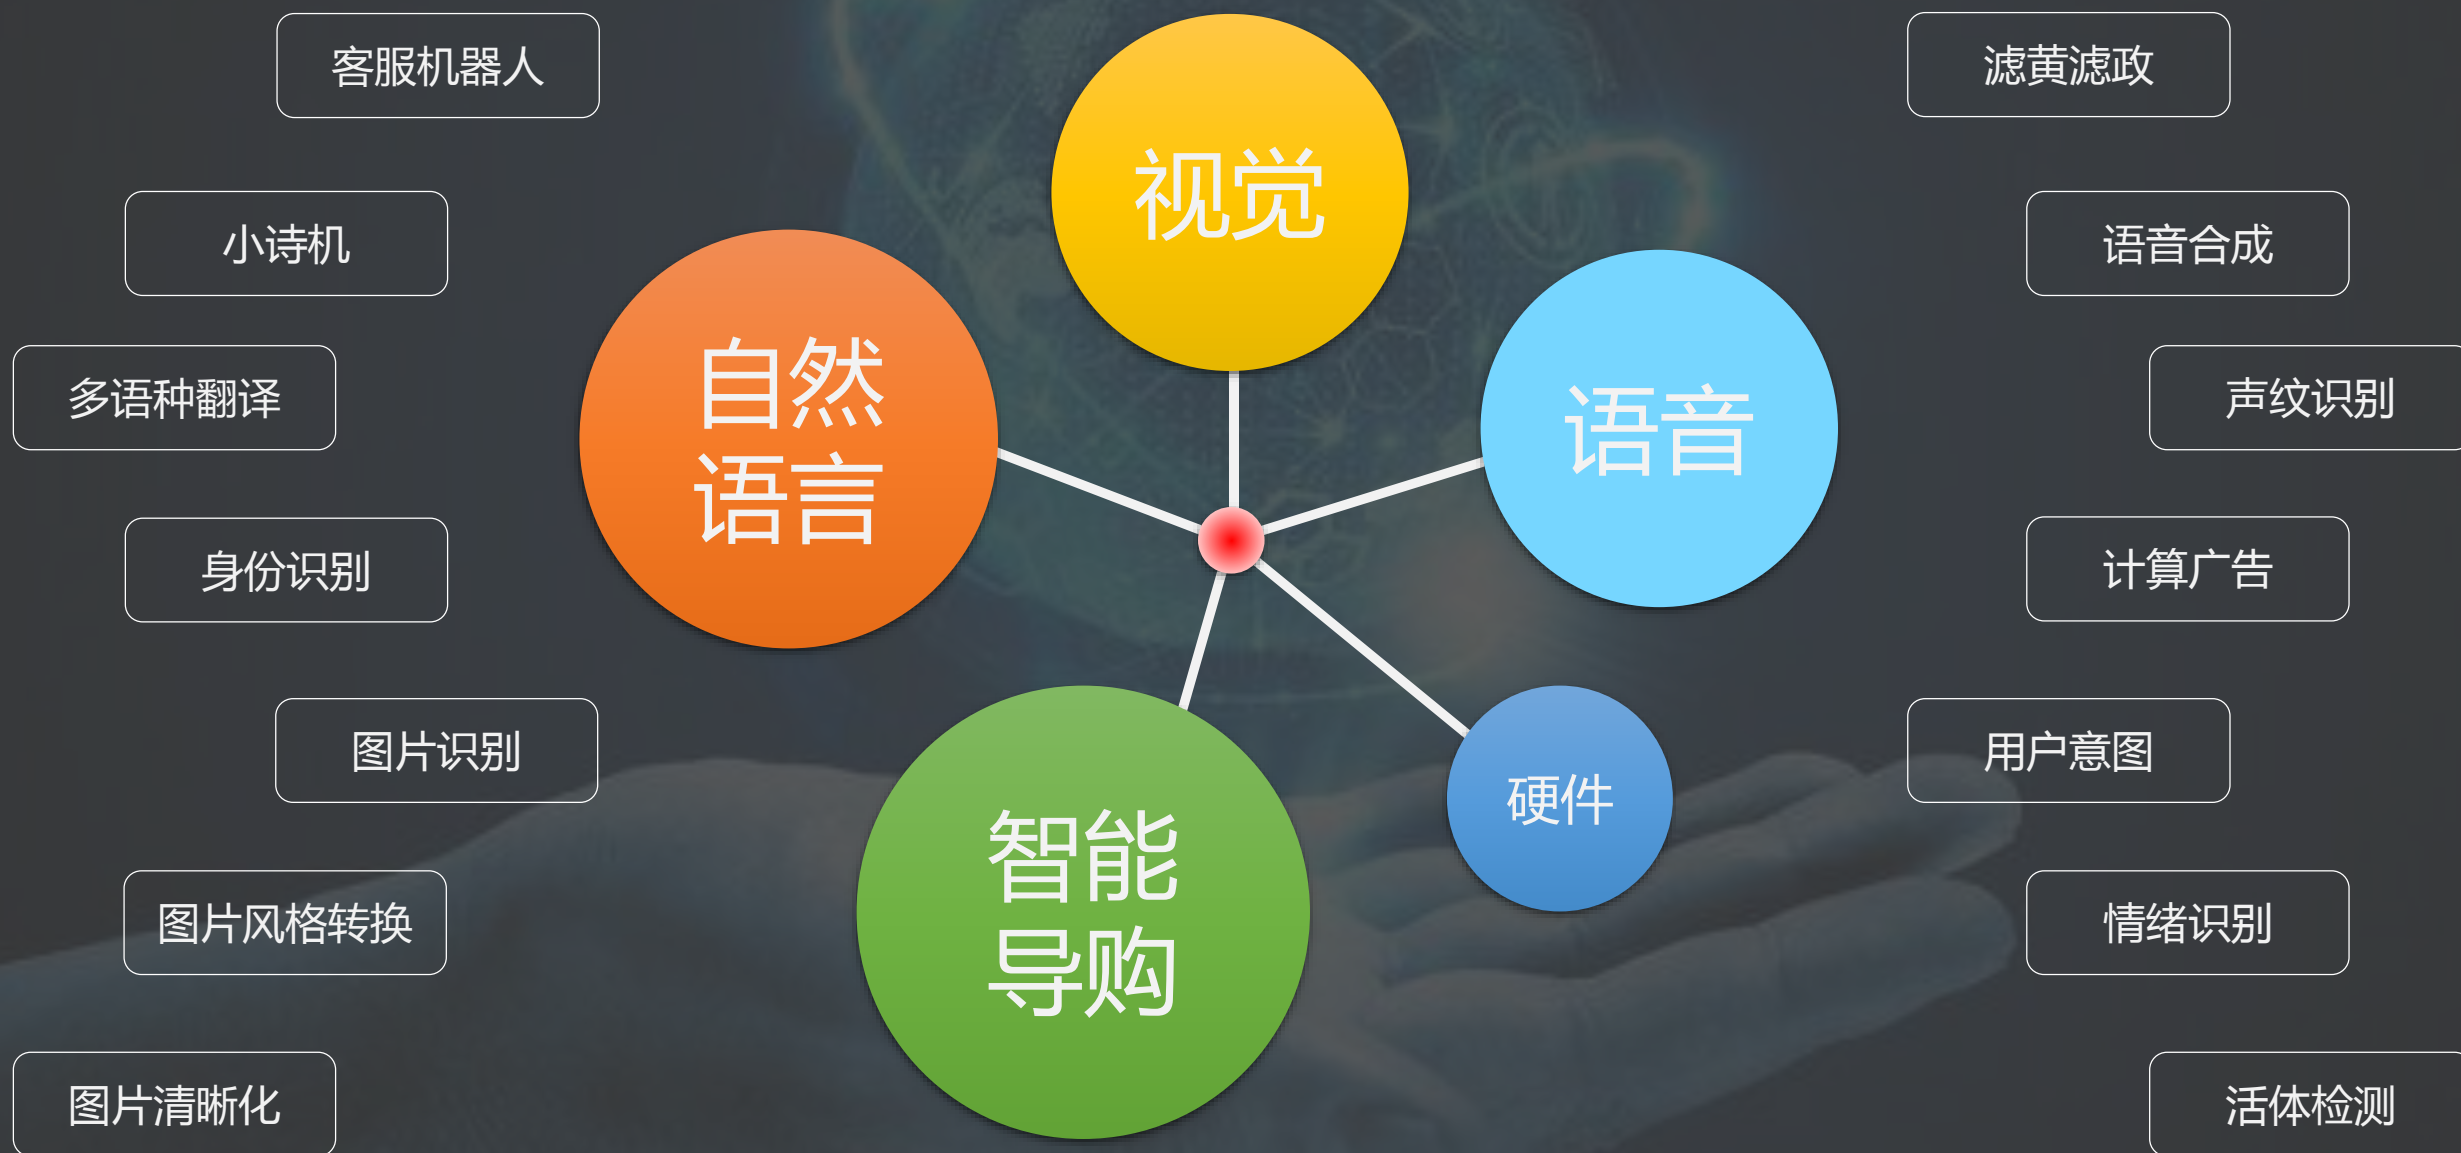 客服机器人
视觉
滤黄滤政
小诗机
语音合成
自然
语言
语音
多语种翻译
声纹识别
身份识别
计算广告
图片识别
硬件
用户意图
智能
导购
图片风格转换
情绪识别
图片清晰化
活体检测